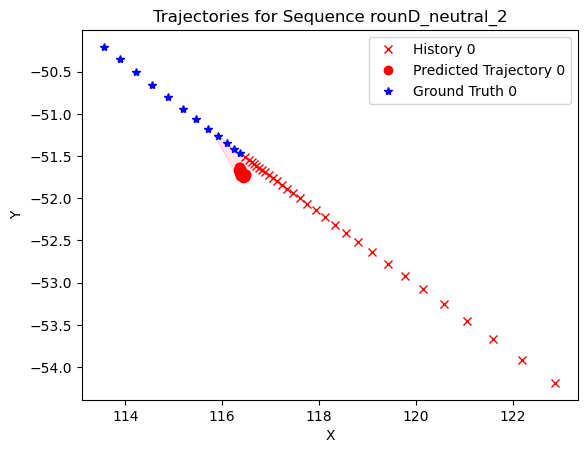 Trajectories for Sequence rounD_neutral_2
History 0
Predicted Trajectory 0
Ground Truth 0
−50.5
−51.0
−51.5
−52.0
−52.5
−53.0
−53.5
−54.0
Y
114
116
118
120
122
X